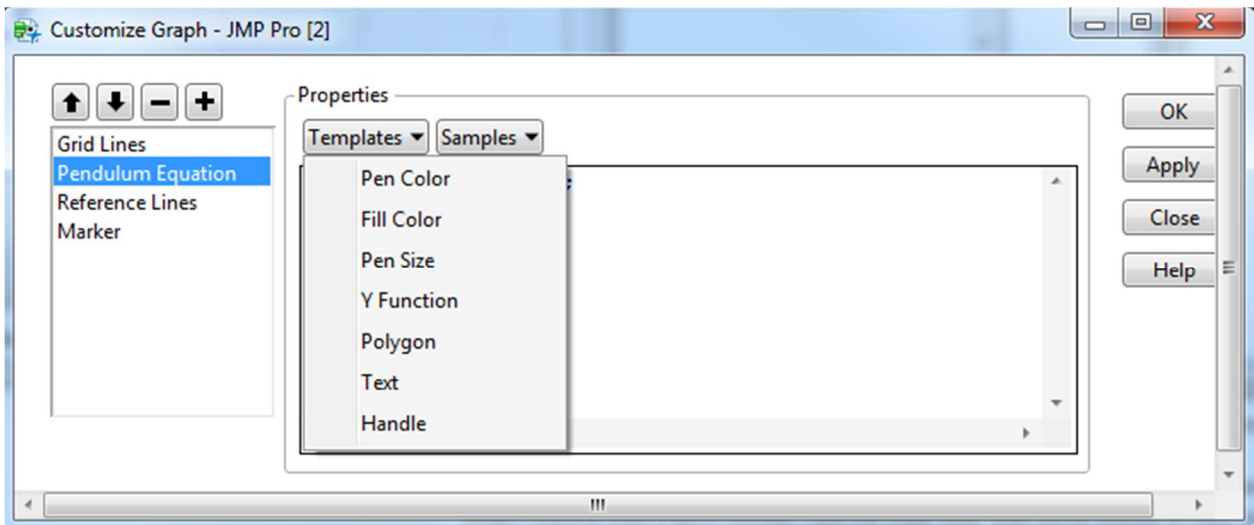 Customize Graph - JMP Pro [2]
Properties
Templates Samples
Grid Lines
Pendulum Equation
Reference Lines
Marker
Pen Color
Fill Color
Pen Size
Y Function
Polygon
Text
Handle
;
OK
Apply
Close
Help